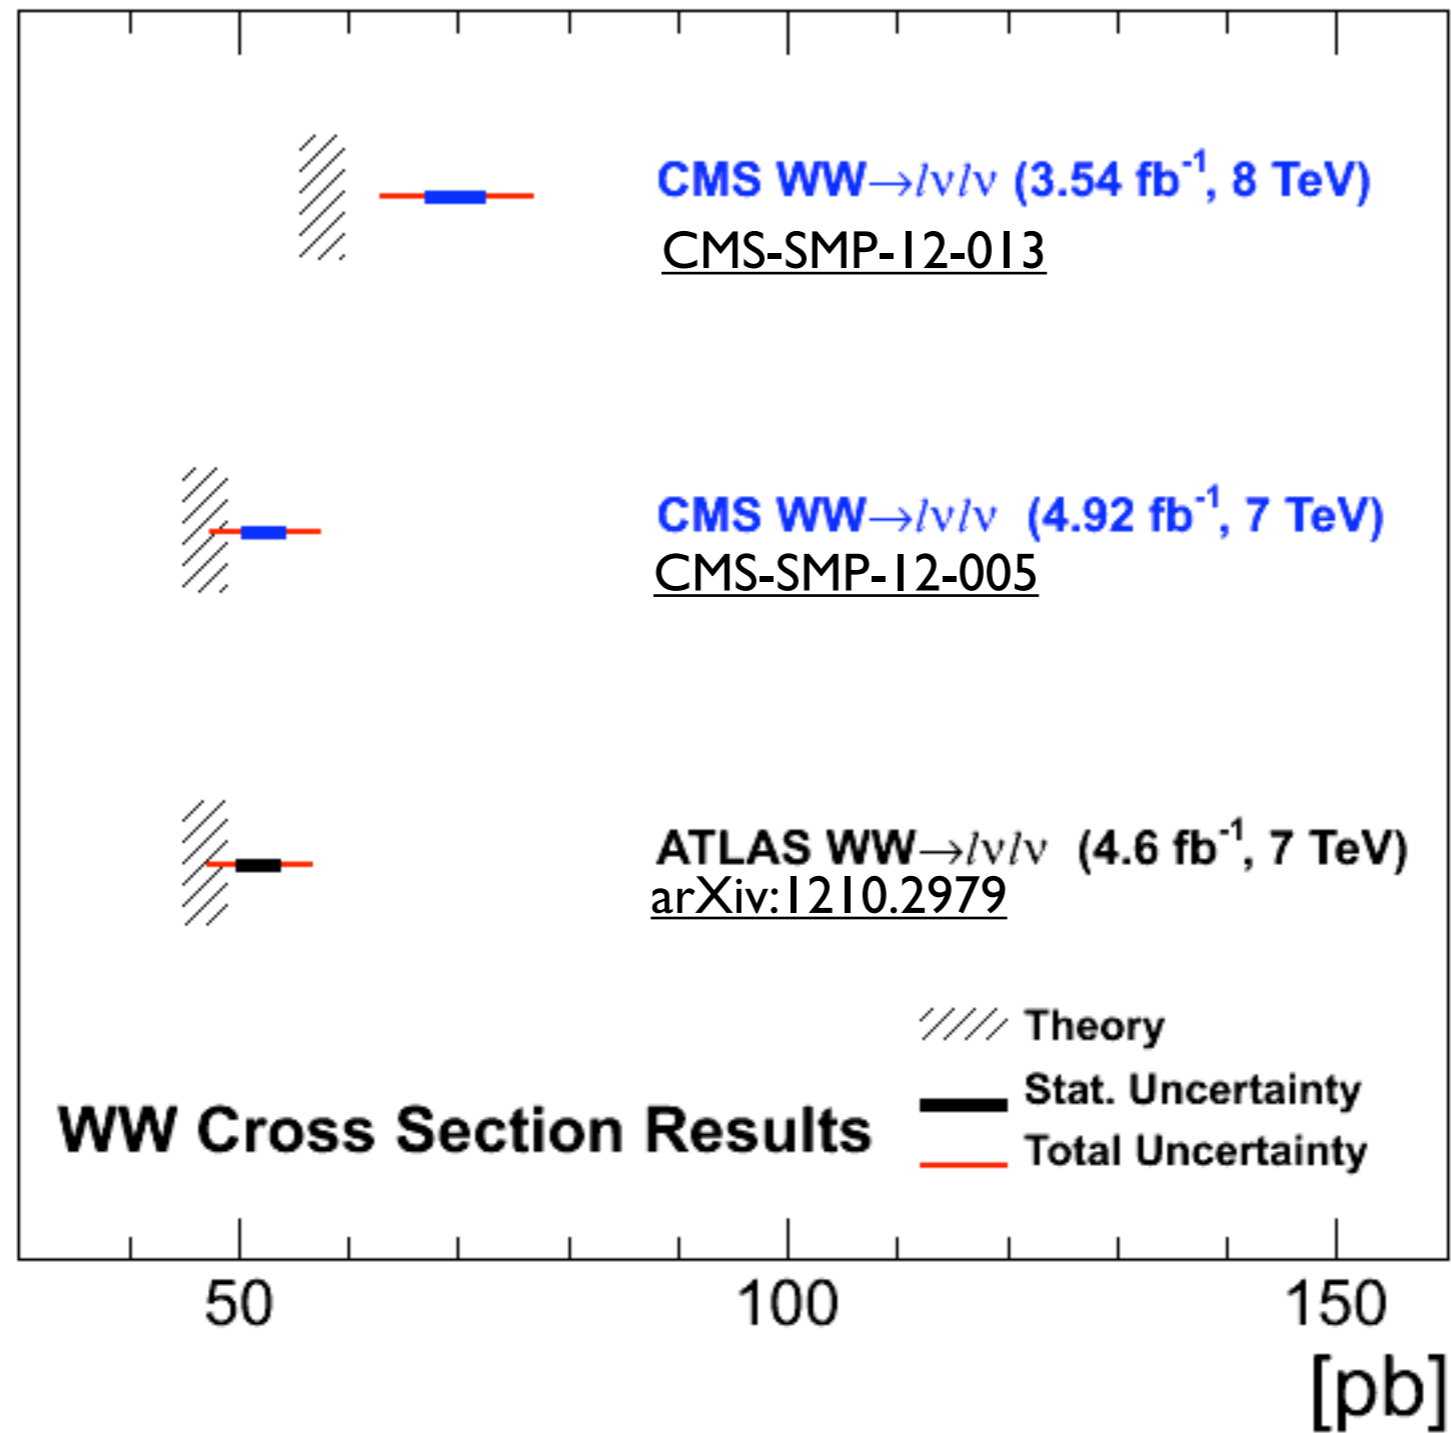 CMS WW→lνlν (3.54 fb⁻¹, 8 TeV)
CMS-SMP-12-013
CMS WW→lνlν (4.92 fb⁻¹, 7 TeV)
CMS-SMP-12-005
ATLAS WW→lνlν (4.6 fb⁻¹, 7 TeV)
arXiv:1210.2979
Theory
Stat. Uncertainty
Total Uncertainty
WW Cross Section Results
50 100 150
[pb]